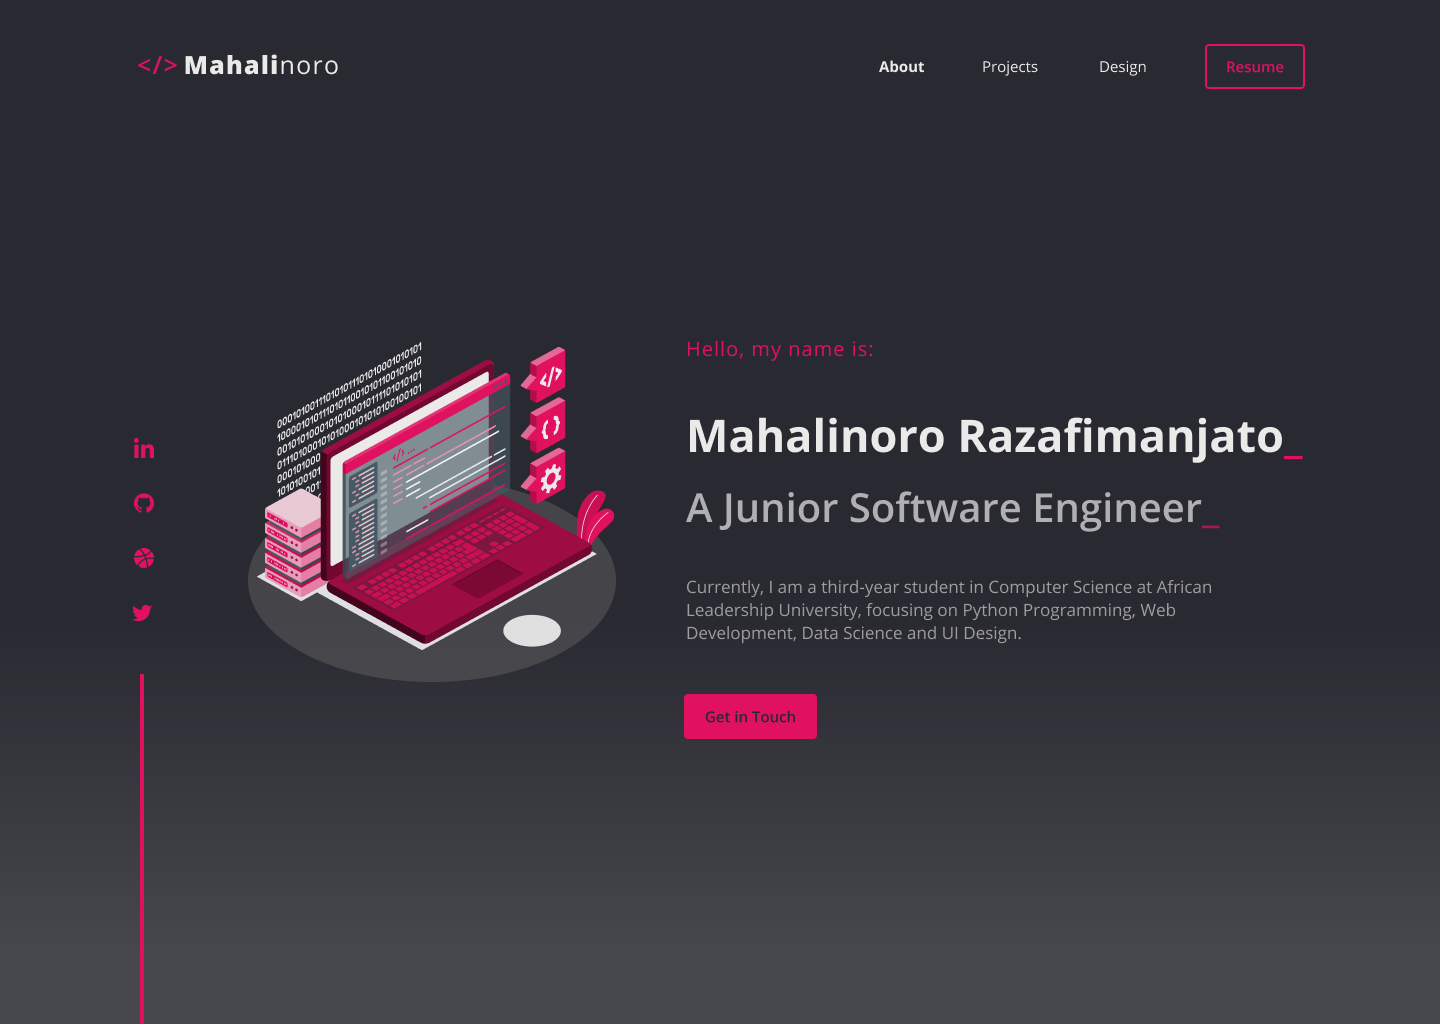 </> Mahalinoro
About
Projects
Design
Resume
Hello, my name is:
Mahalinoro Razafimanjato_
A Junior Software Engineer_
Currently, I am a third-year student in Computer Science at African
Leadership University, focusing on Python Programming, Web
Development, Data Science and UI Design.
Get in Touch